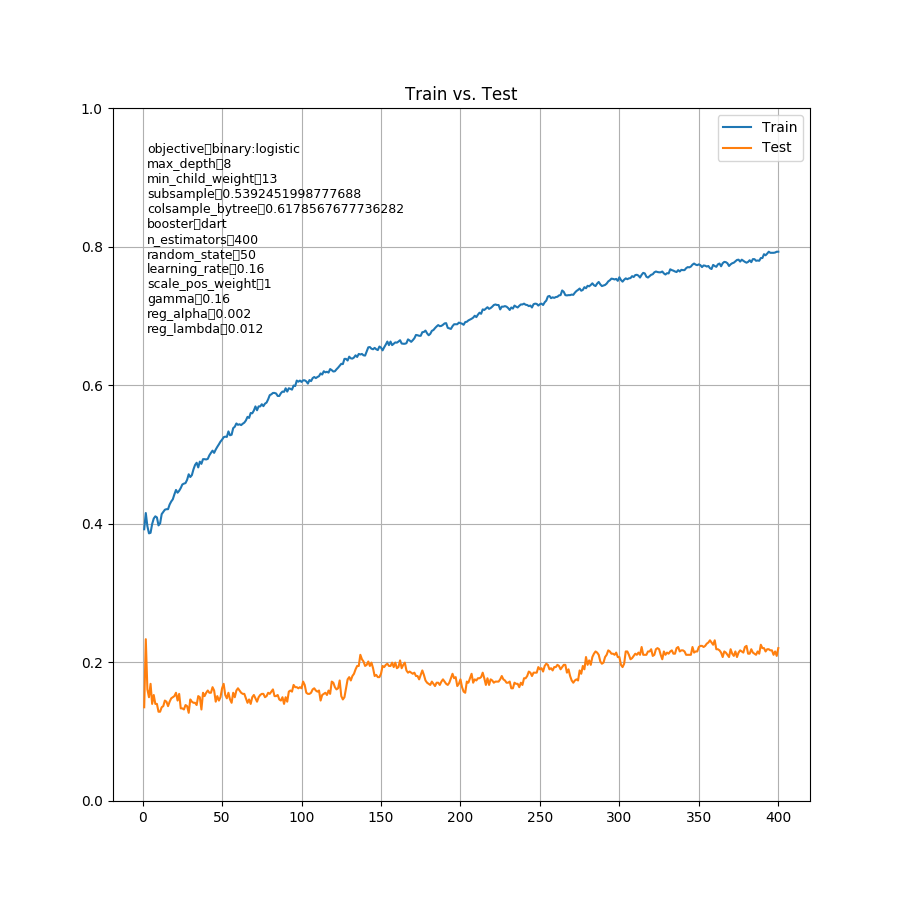 Train vs. Test
1.0
0.8
0.6
0.4
0.2
0.0
objective▯binary:logistic
max_depth▯8
min_child_weight▯13
subsample▯0.5392451998777688
colsample_bytree▯0.6178567677736282
booster▯dart
n_estimators▯400
random_state▯50
learning_rate▯0.16
scale_pos_weight▯1
gamma▯0.16
reg_alpha▯0.002
reg_lambda▯0.012
Train
Test
0 50 100 150 200 250 300 350 400